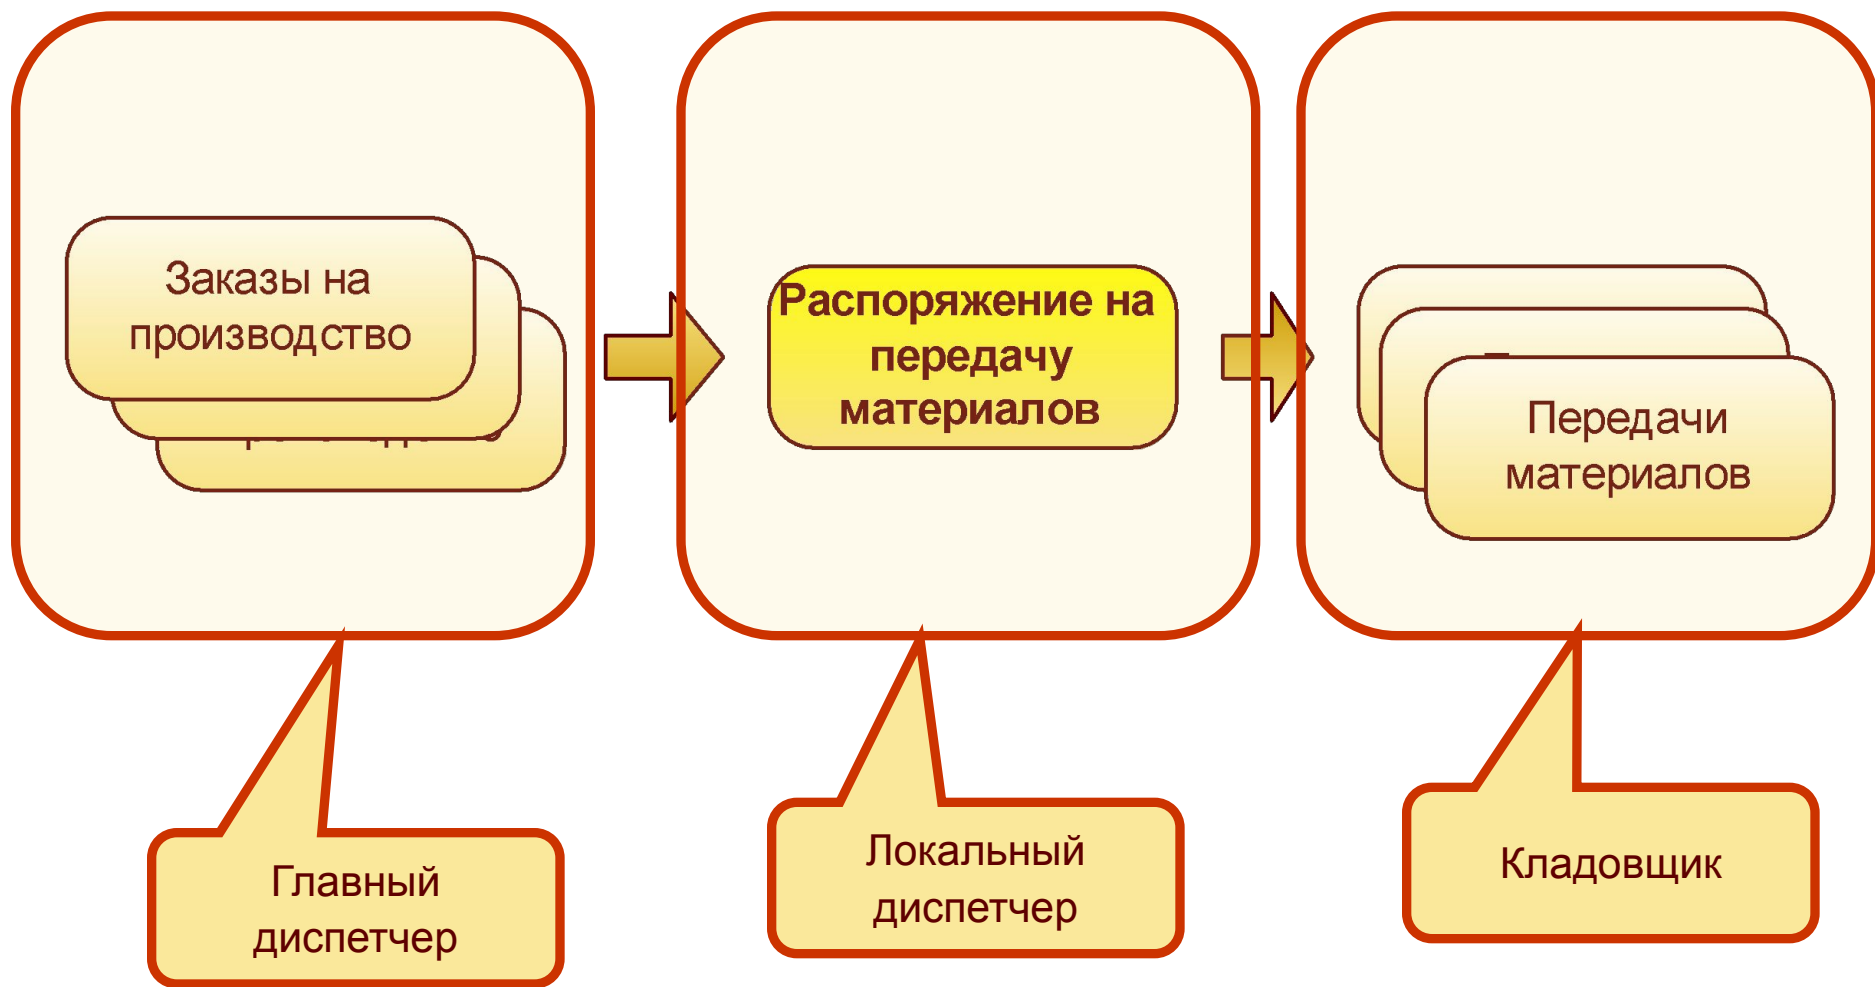 Заказы на
производство
Распоряжение на
передачу
материалов
Передачи
материалов
Главный
диспетчер
Локальный
диспетчер
Кладовщик